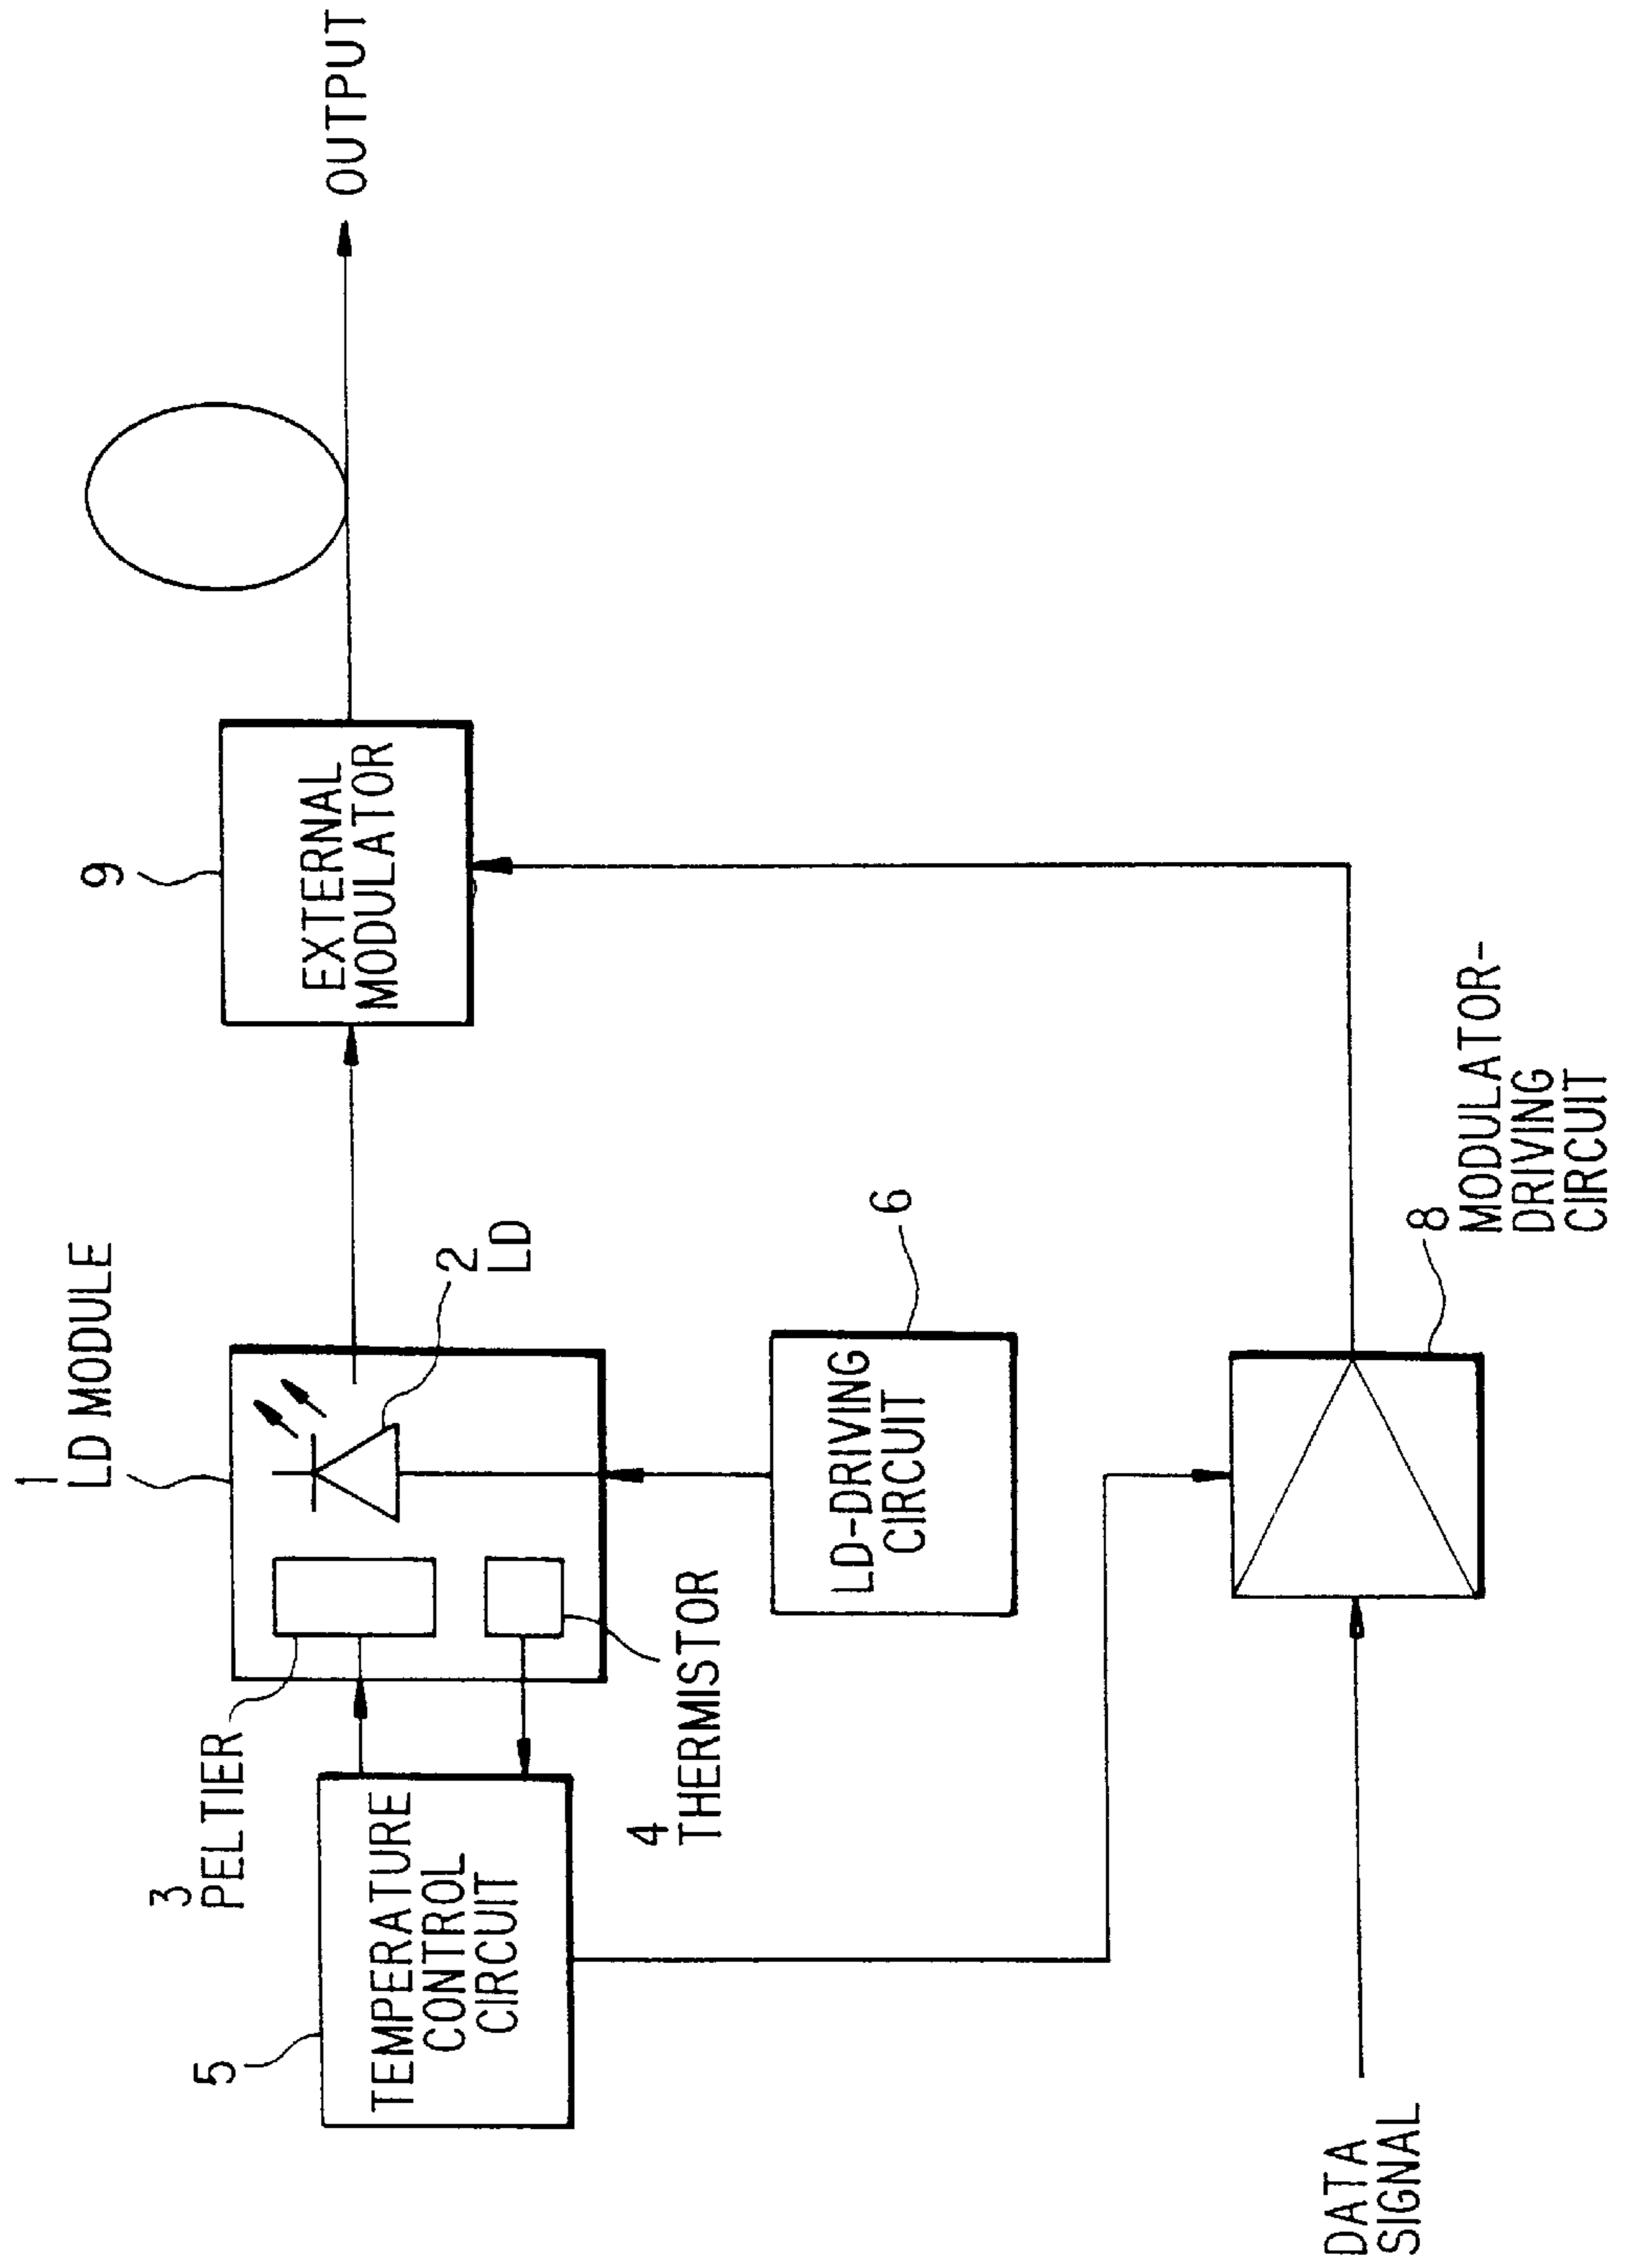 1
LD MODULE
3
PELTIER
2
LD
9
EXTERNAL
MODULATOR
OUTPUT
5
TEMPERATURE
CONTROL
CIRCUIT
4
THERMISTOR
6
LD-DRIVING
CIRCUIT
8
MODULATOR-
DRIVING
CIRCUIT
DATA
SIGNAL